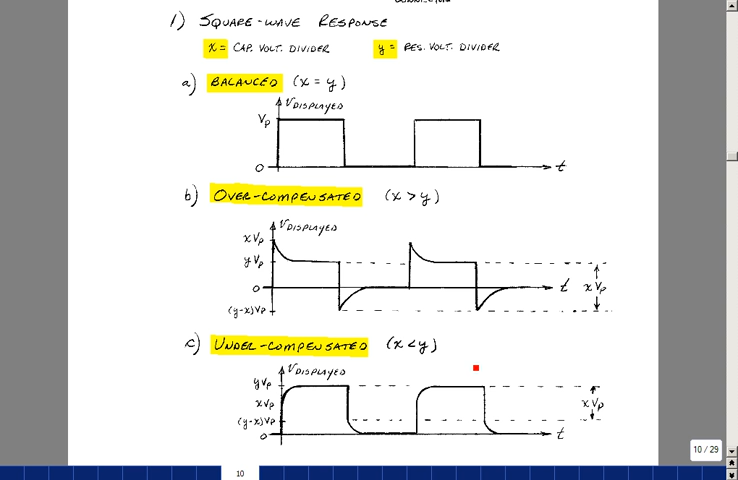 1) SQUARE-WAVE RESPONSE
x = CAP. VOLT. DIVIDER y = RES. VOLT. DIVIDER
a) BALANCED (x = y)
VDISPLAYED
Vp
0
t
b) OVER-COMPENSATED (x > y)
VDISPLAYED
xVp
yVp
0
t
xVp
(y-x)Vp
c) UNDER-COMPENSATED (x < y)
VDISPLAYED
yVp
xVp
xVp
(y-x)Vp
0
t
10 / 29
10